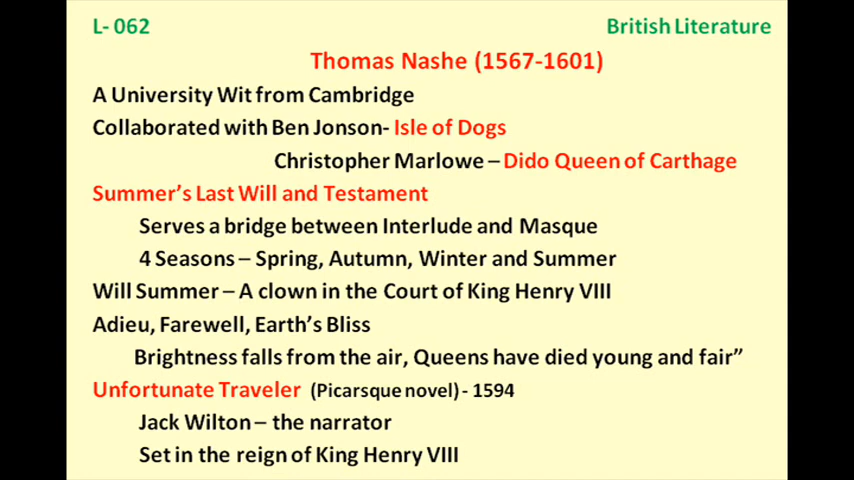 L- 062
British Literature
Thomas Nashe (1567-1601)
A University Wit from Cambridge
Collaborated with Ben Jonson- Isle of Dogs
Christopher Marlowe – Dido Queen of Carthage
Summer's Last Will and Testament
Serves a bridge between Interlude and Masque
4 Seasons – Spring, Autumn, Winter and Summer
Will Summer – A clown in the Court of King Henry VIII
Adieu, Farewell, Earth's Bliss
Brightness falls from the air, Queens have died young and fair”
Unfortunate Traveler (Picarsque novel) - 1594
Jack Wilton – the narrator
Set in the reign of King Henry VIII